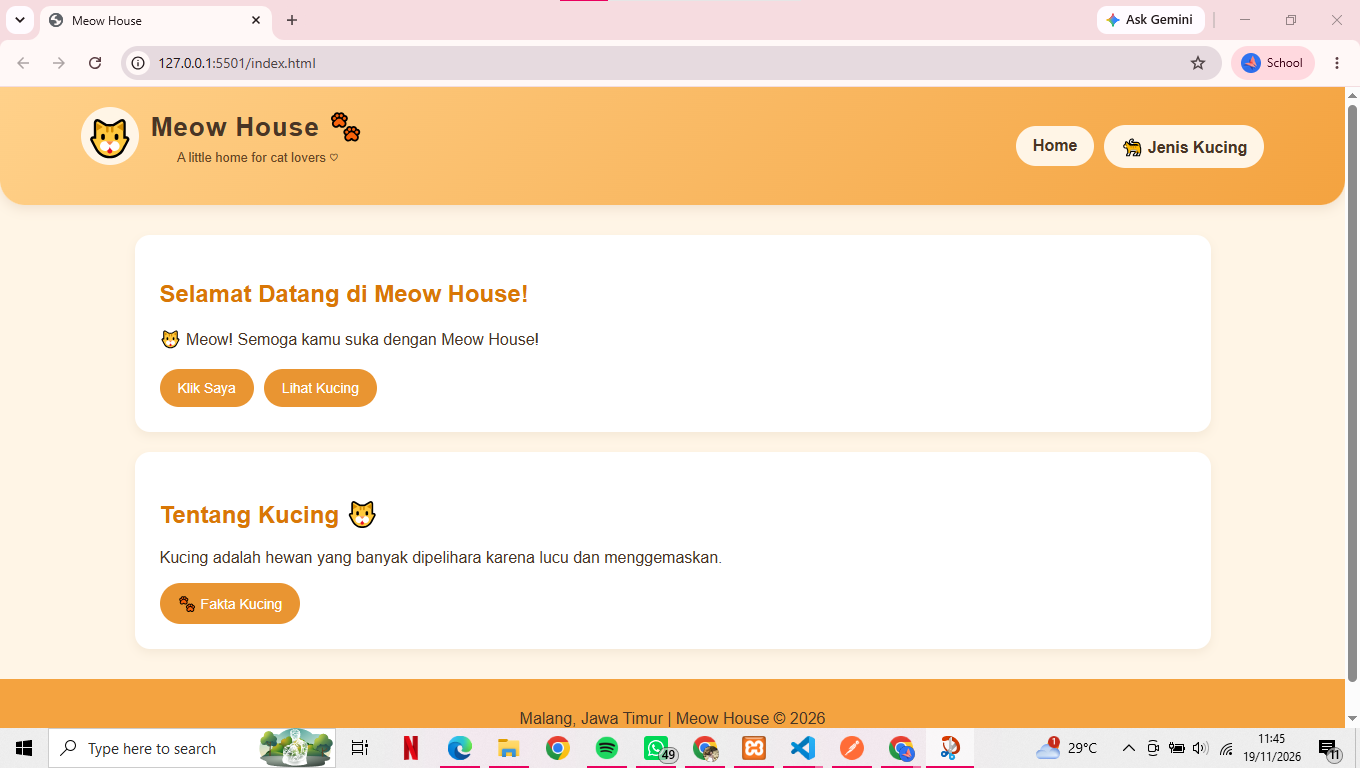 Meow House
Ask Gemini
127.0.0.1:5501/index.html
School
Meow House
A little home for cat lovers ♡
Home
Jenis Kucing
Selamat Datang di Meow House!
Meow! Semoga kamu suka dengan Meow House!
Klik Saya
Lihat Kucing
Tentang Kucing
Kucing adalah hewan yang banyak dipelihara karena lucu dan menggemaskan.
Fakta Kucing
Malang, Jawa Timur | Meow House © 2026
Type here to search
N
49
1
29°C
11:45
19/11/2026
11